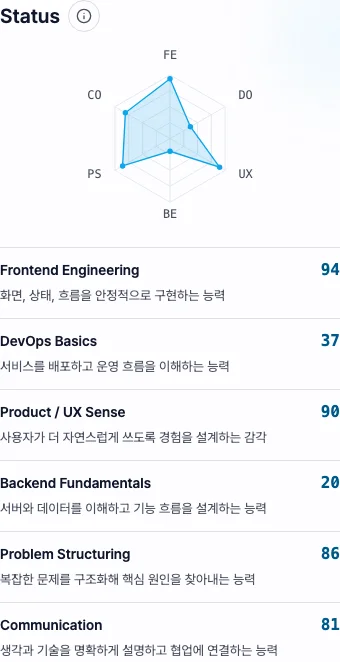 Status
FE
CO
DO
PS
UX
BE
Frontend Engineering 94
화면, 상태, 흐름을 안정적으로 구현하는 능력
DevOps Basics 37
서비스를 배포하고 운영 흐름을 이해하는 능력
Product / UX Sense 90
사용자가 더 자연스럽게 쓰도록 경험을 설계하는 감각
Backend Fundamentals 20
서버와 데이터를 이해하고 기능 흐름을 설계하는 능력
Problem Structuring 86
복잡한 문제를 구조화해 핵심 원인을 찾아내는 능력
Communication 81
생각과 기술을 명확하게 설명하고 협업에 연결하는 능력